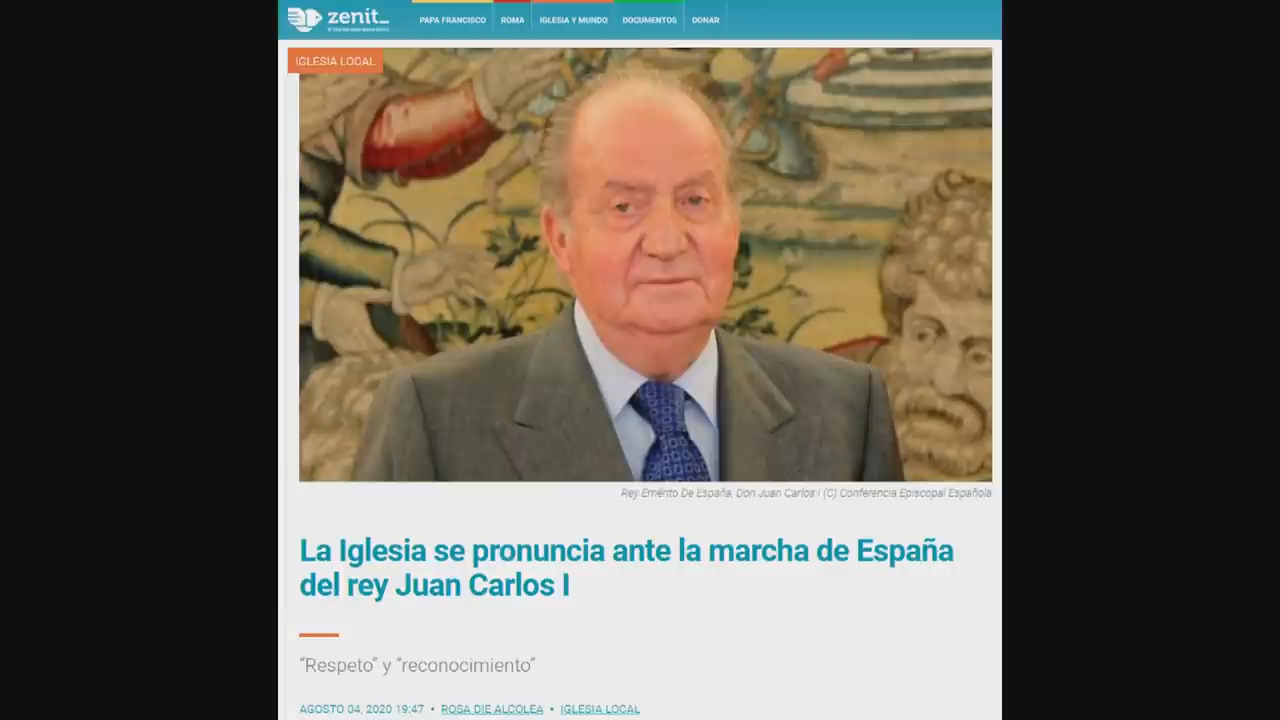 zenit_
PAPA FRANCISCO ROMA IGLESIA Y MUNDO DOCUMENTOS DONAR
IGLESIA LOCAL
Rey Emérito De España, Don Juan Carlos I (C) Conferencia Episcopal Española
La Iglesia se pronuncia ante la marcha de España
del rey Juan Carlos I
“Respeto” y “reconocimiento”
AGOSTO 04, 2020 19:47 • ROSA DIE ALCOLEA • IGLESIA LOCAL